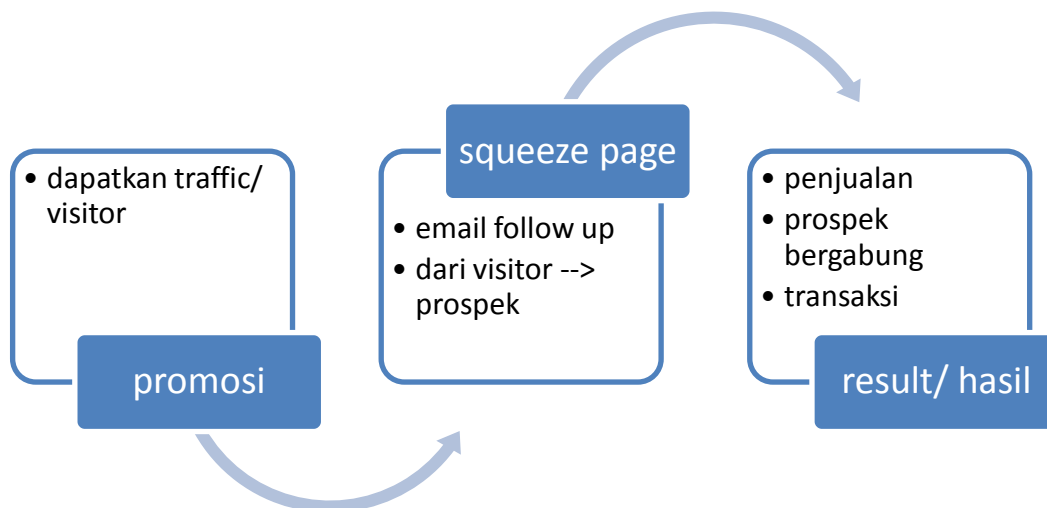 • dapatkan traffic/
visitor
promosi
squeeze page
• email follow up
• dari visitor -->
prospek
• penjualan
• prospek
bergabung
• transaksi
result/ hasil